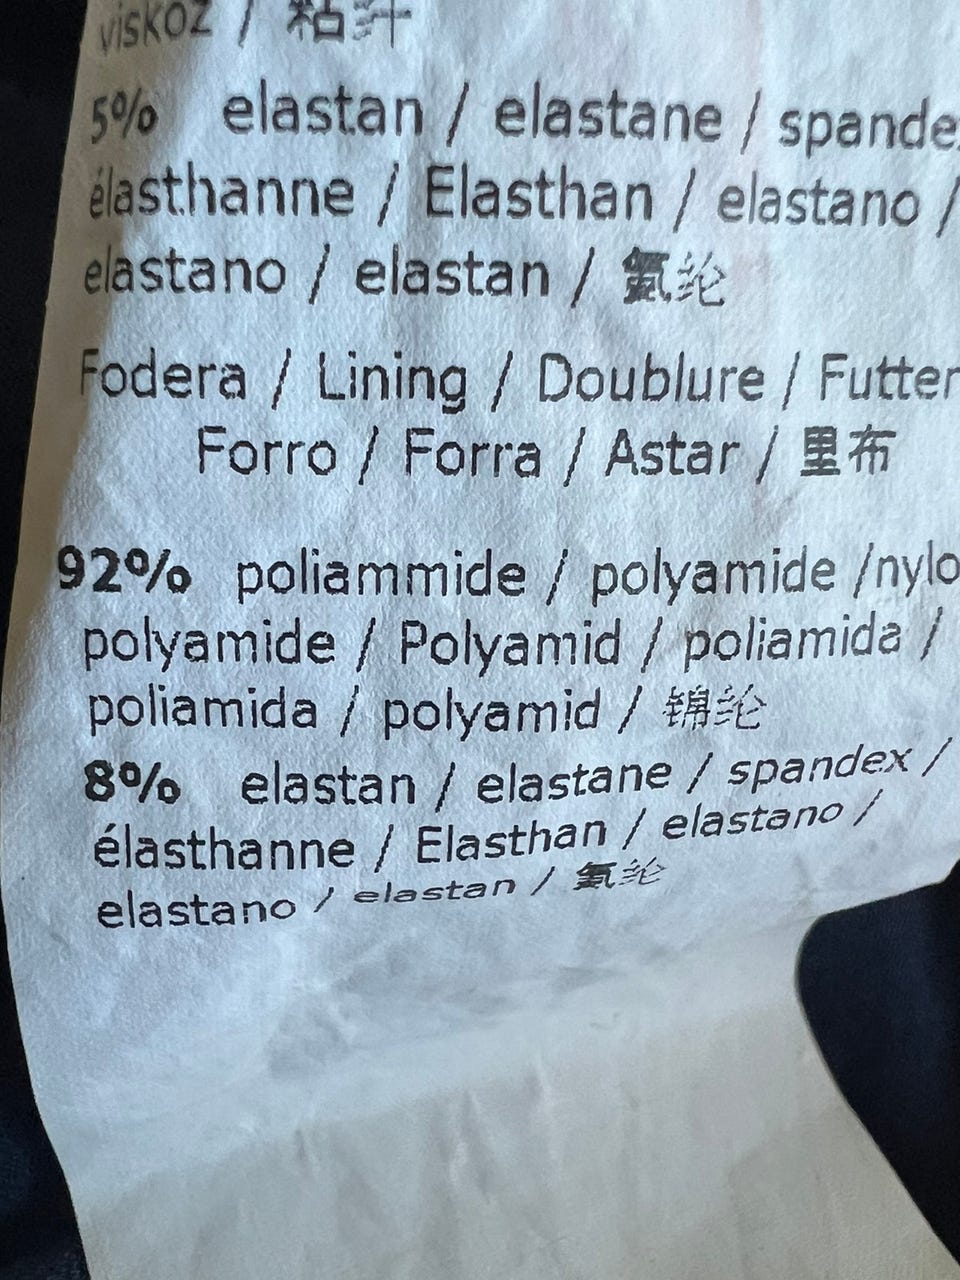 viskoz / 粘纤
5% elastan / elastane / spandex
élasthanne / Elasthan / elastano /
elastano / elastan / 氨纶
Fodera / Lining / Doublure / Futter
Forro / Forra / Astar / 里布
92% poliammide / polyamide /nylo
polyamide / Polyamid / poliamida /
poliamida / polyamid / 锦纶
8% elastan / elastane / spandex /
élasthanne / Elasthan / elastano /
elastano / elastan / 氨纶